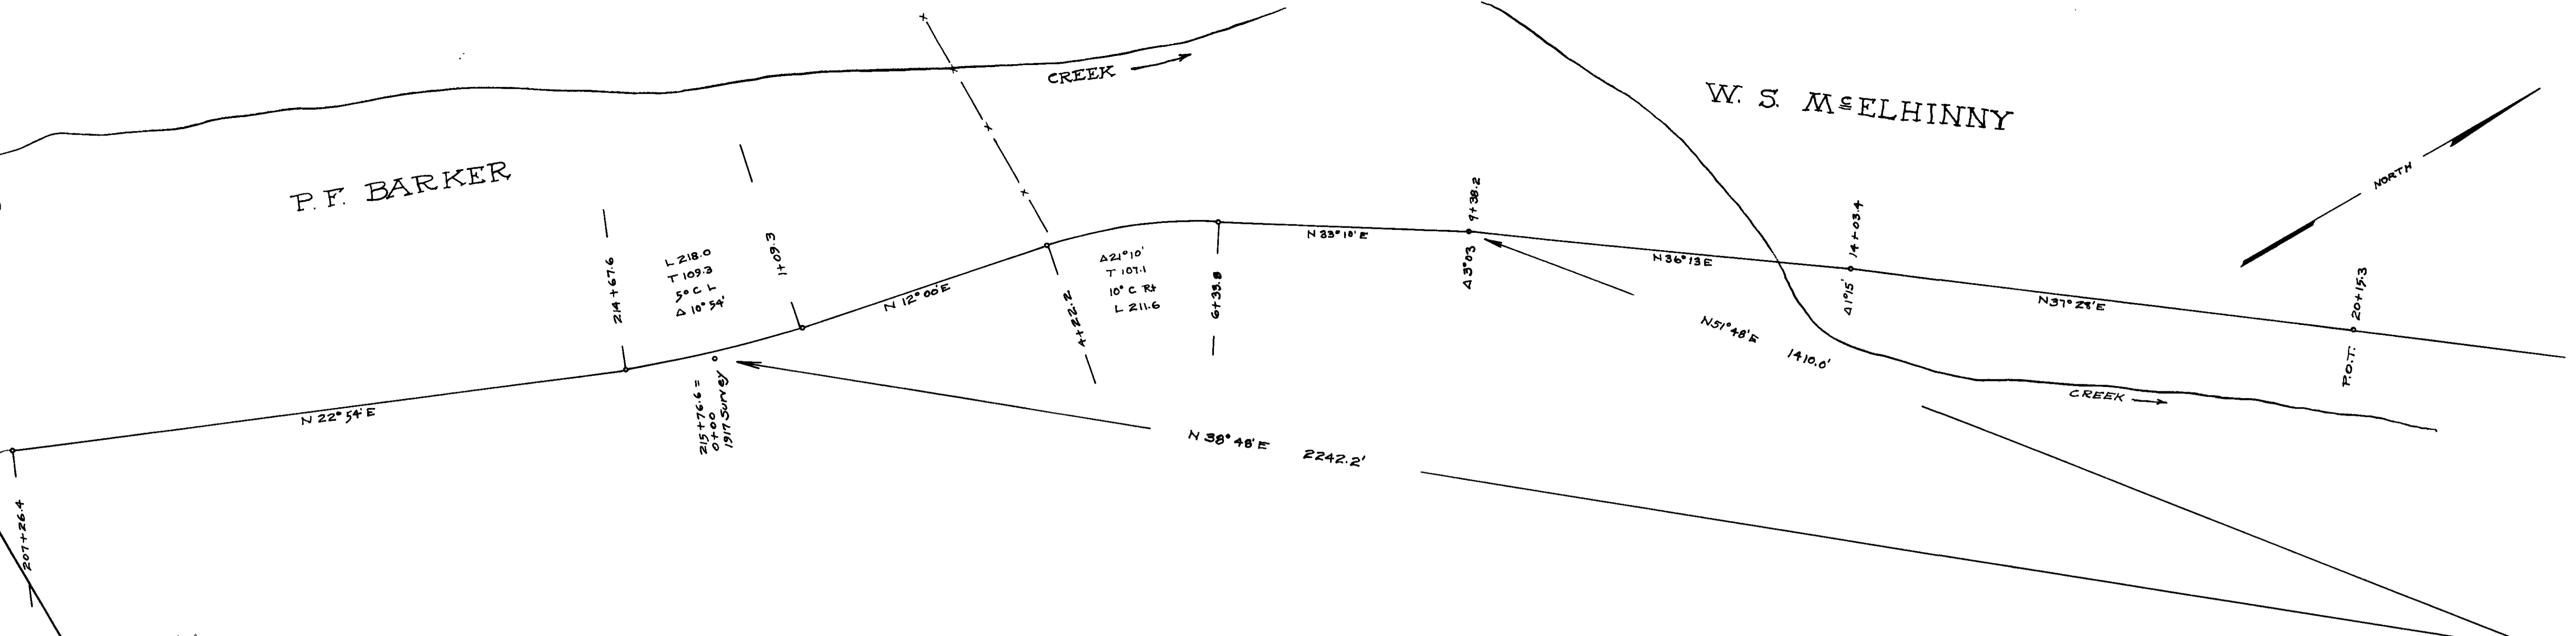 CREEK
W. S. McELHINNY
NORTH
P. F. BARKER
207+26.4
N 22° 54' E
214+67.6
L 218.0
T 109.3
5° C L
Δ 10° 54'
1+09.3
215+76.6 =
0+00
1917 Survey
N 12° 00' E
4+22.2
Δ 21° 10'
T 107.1
10° C Rt
L 211.6
6+33.8
N 33° 10' E
9+38.2
Δ 3° 03
N 36° 13 E
14+03.4
Δ 1° 15'
N 37° 28' E
20+15.3
P.O.T.
N 51° 48' E 1410.0'
CREEK
N 38° 48' E 2242.2'